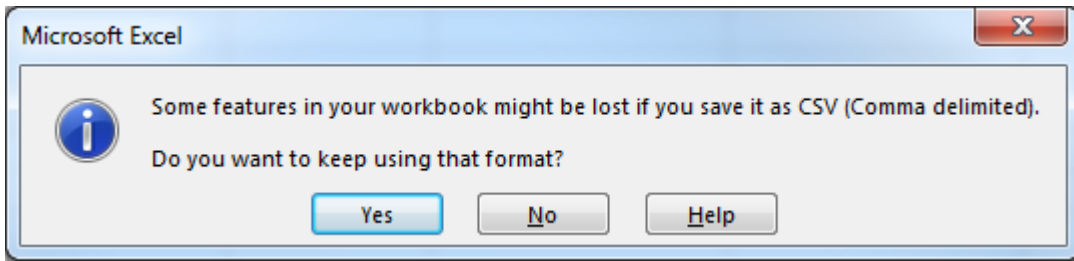 Microsoft Excel
Some features in your workbook might be lost if you save it as CSV (Comma delimited).
Do you want to keep using that format?
Yes
No
Help